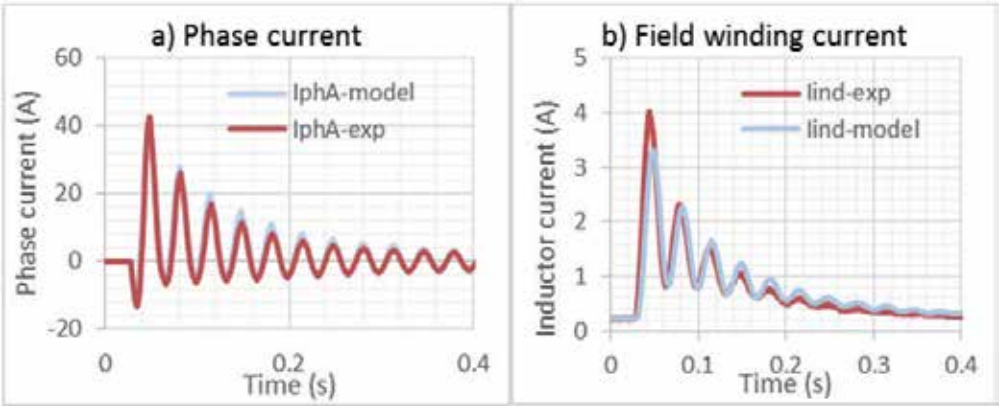 a) Phase current
60
40
20
0
-20
Phase current (A)
IphA-model
IphA-exp
0
0.2
0.4
Time (s)
b) Field winding current
5
4
3
2
1
0
Inductor current (A)
Iind-exp
Iind-model
0
0.1
0.2
0.3
0.4
Time (s)